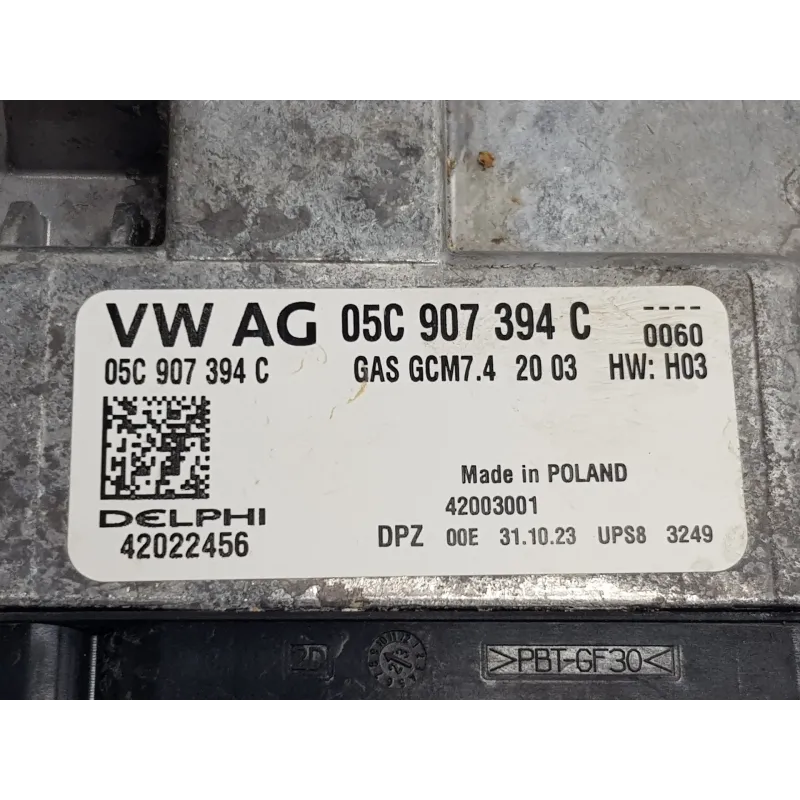 VW AG 05C 907 394 C ----
0060
05C 907 394 C GAS GCM7.4 20 03 HW: H03
Made in POLAND
DELPHI 42003001
42022456 DPZ 00E 31.10.23 UPS8 3249
2D
>PBT-GF30<